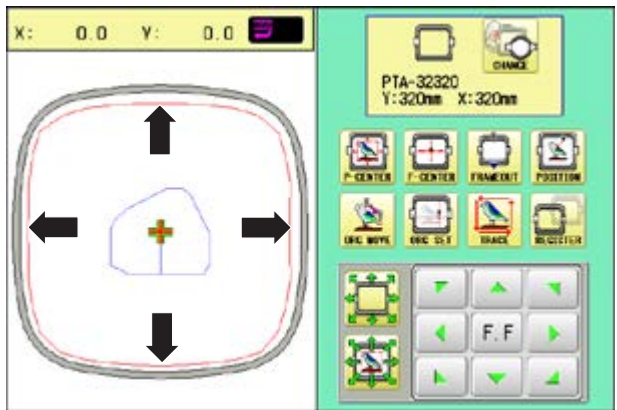 X: 0.0 Y: 0.0
CHANGE
PTA-32320
Y:320mm X:320mm
P-CENTER F-CENTER FRAMEOUT POSITION
ORG MOVE ORG SET TRACE REGISTER
F.F